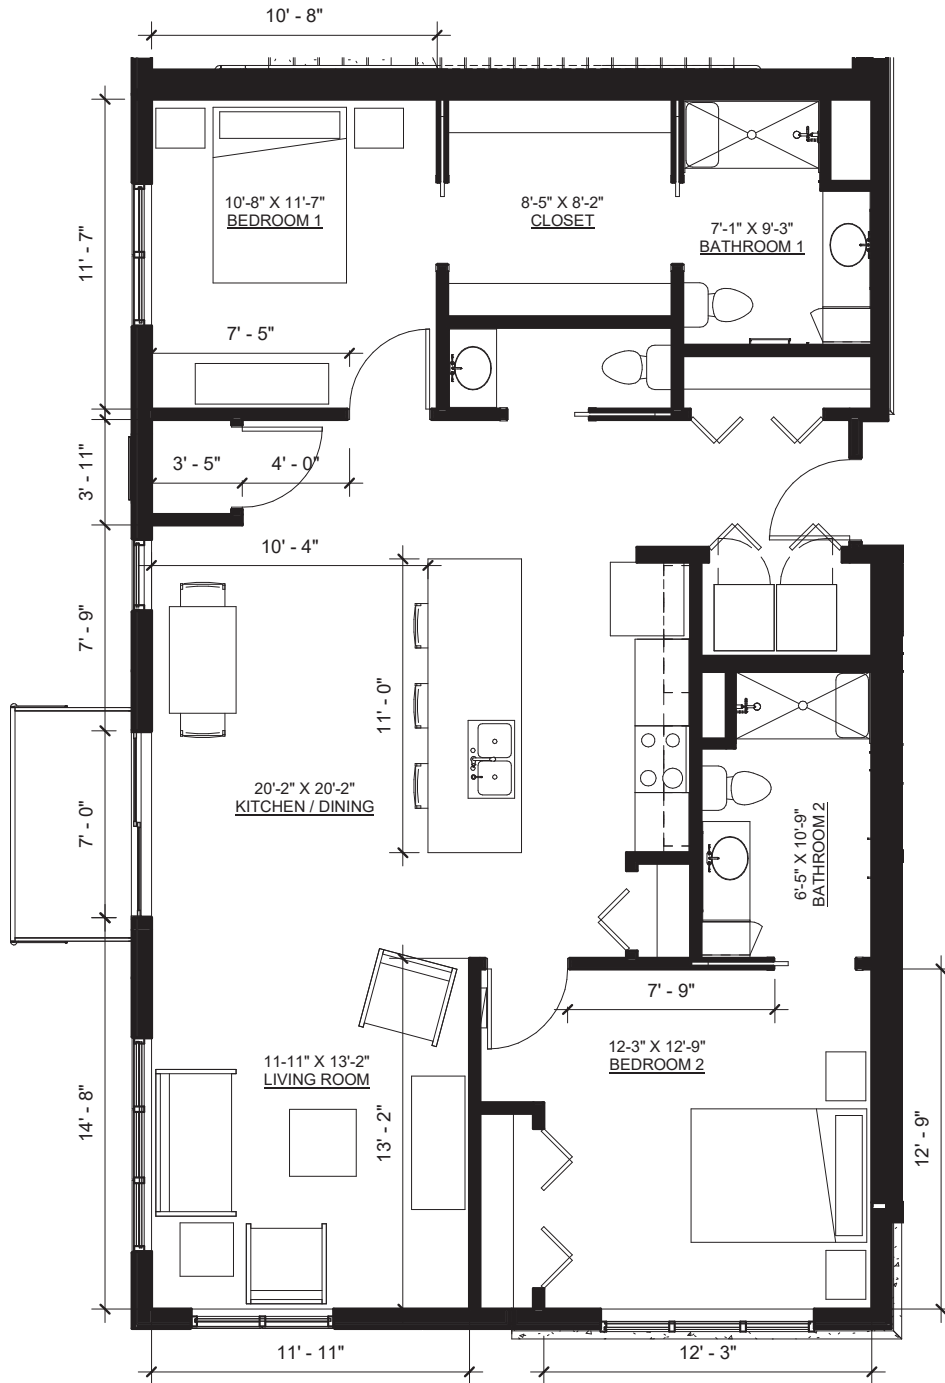 10' - 8"
10'-8" X 11'-7"
BEDROOM 1
8'-5" X 8'-2"
CLOSET
7'-1" X 9'-3"
BATHROOM 1
11' - 7"
7' - 5"
3' - 11"
3' - 5"
4' - 0"
10' - 4"
7' - 9"
11' - 0"
20'-2" X 20'-2"
KITCHEN / DINING
7' - 0"
6'-5" X 10'-9"
BATHROOM 2
7' - 9"
11-11" X 13'-2"
LIVING ROOM
12-3" X 12'-9"
BEDROOM 2
14' - 8"
13' - 2"
12' - 9"
11' - 11"
12' - 3"